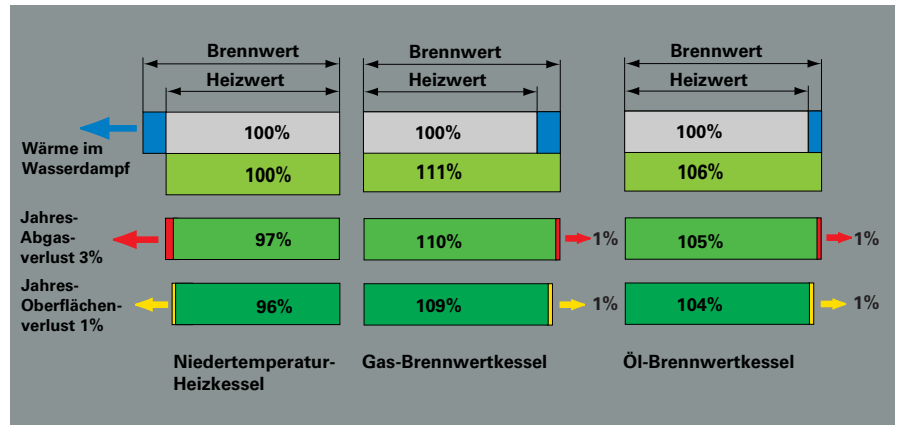 Brennwert
Brennwert
Brennwert
Heizwert
Heizwert
Heizwert
Wärme im
Wasserdampf
100%
100%
100%
100%
111%
106%
Jahres-
Abgas-
verlust 3%
97%
110%
1%
105%
1%
Jahres-
Oberflächen-
verlust 1%
96%
109%
1%
104%
1%
Niedertemperatur-
Heizkessel
Gas-Brennwertkessel
Öl-Brennwertkessel